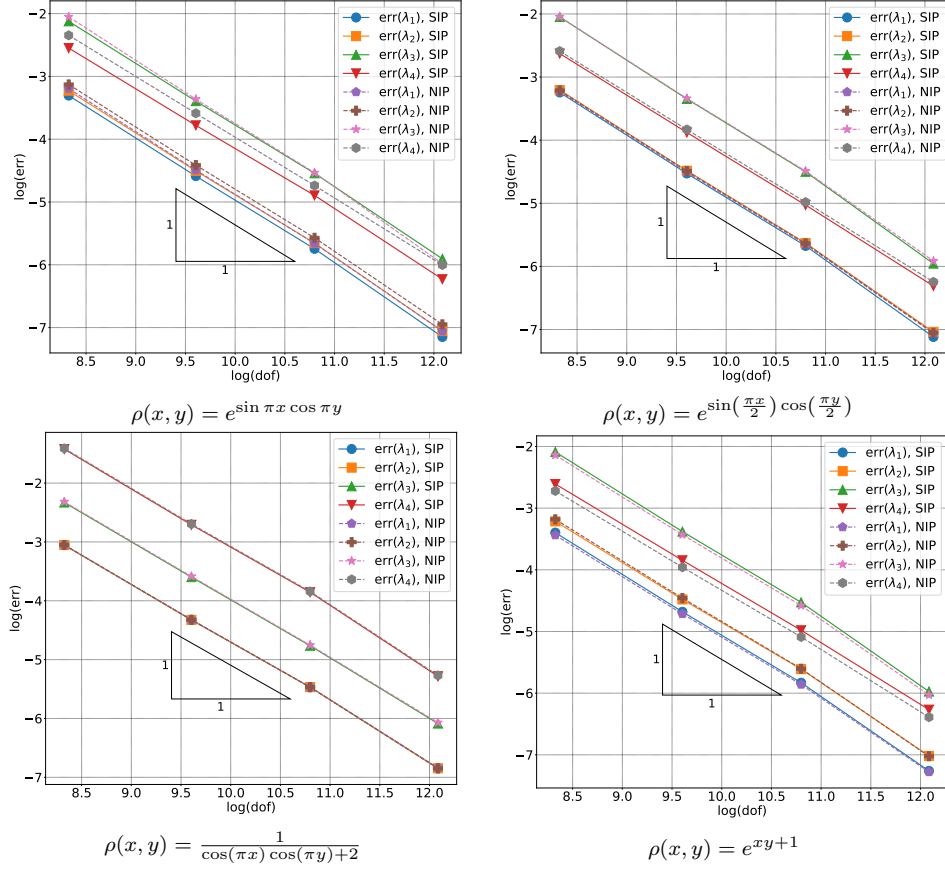 −2
−3
−4
−5
−6
−7
log(err)
8.5 9.0 9.5 10.0 10.5 11.0 11.5 12.0
log(dof)
1
1
err(λ₁), SIP
err(λ₂), SIP
err(λ₃), SIP
err(λ₄), SIP
err(λ₁), NIP
err(λ₂), NIP
err(λ₃), NIP
err(λ₄), NIP
ρ(x, y) = e^{sin πx cos πy}
−2
−3
−4
−5
−6
−7
log(err)
8.5 9.0 9.5 10.0 10.5 11.0 11.5 12.0
log(dof)
1
1
err(λ₁), SIP
err(λ₂), SIP
err(λ₃), SIP
err(λ₄), SIP
err(λ₁), NIP
err(λ₂), NIP
err(λ₃), NIP
err(λ₄), NIP
ρ(x, y) = e^{sin(\frac{πx}{2}) cos(\frac{πy}{2})}
−2
−3
−4
−5
−6
−7
log(err)
8.5 9.0 9.5 10.0 10.5 11.0 11.5 12.0
log(dof)
1
1
err(λ₁), SIP
err(λ₂), SIP
err(λ₃), SIP
err(λ₄), SIP
err(λ₁), NIP
err(λ₂), NIP
err(λ₃), NIP
err(λ₄), NIP
ρ(x, y) = \frac{1}{cos(πx) cos(πy)+2}
−2
−3
−4
−5
−6
−7
log(err)
8.5 9.0 9.5 10.0 10.5 11.0 11.5 12.0
log(dof)
1
1
err(λ₁), SIP
err(λ₂), SIP
err(λ₃), SIP
err(λ₄), SIP
err(λ₁), NIP
err(λ₂), NIP
err(λ₃), NIP
err(λ₄), NIP
ρ(x, y) = e^{xy+1}